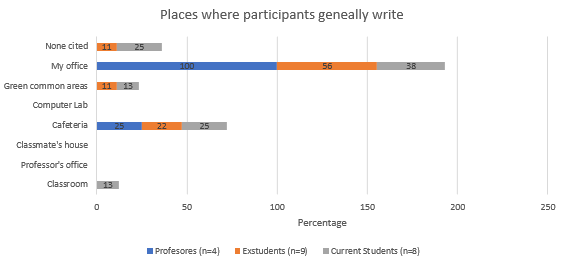 Places where participants geneally write
None cited
11 25
My office
100 56 38
Green common areas
11 13
Computer Lab
Cafeteria
25 22 25
Classmate's house
Professor's office
Classroom
13
0 50 100 150 200 250
Percentage
Profesores (n=4) Exstudents (n=9) Current Students (n=8)